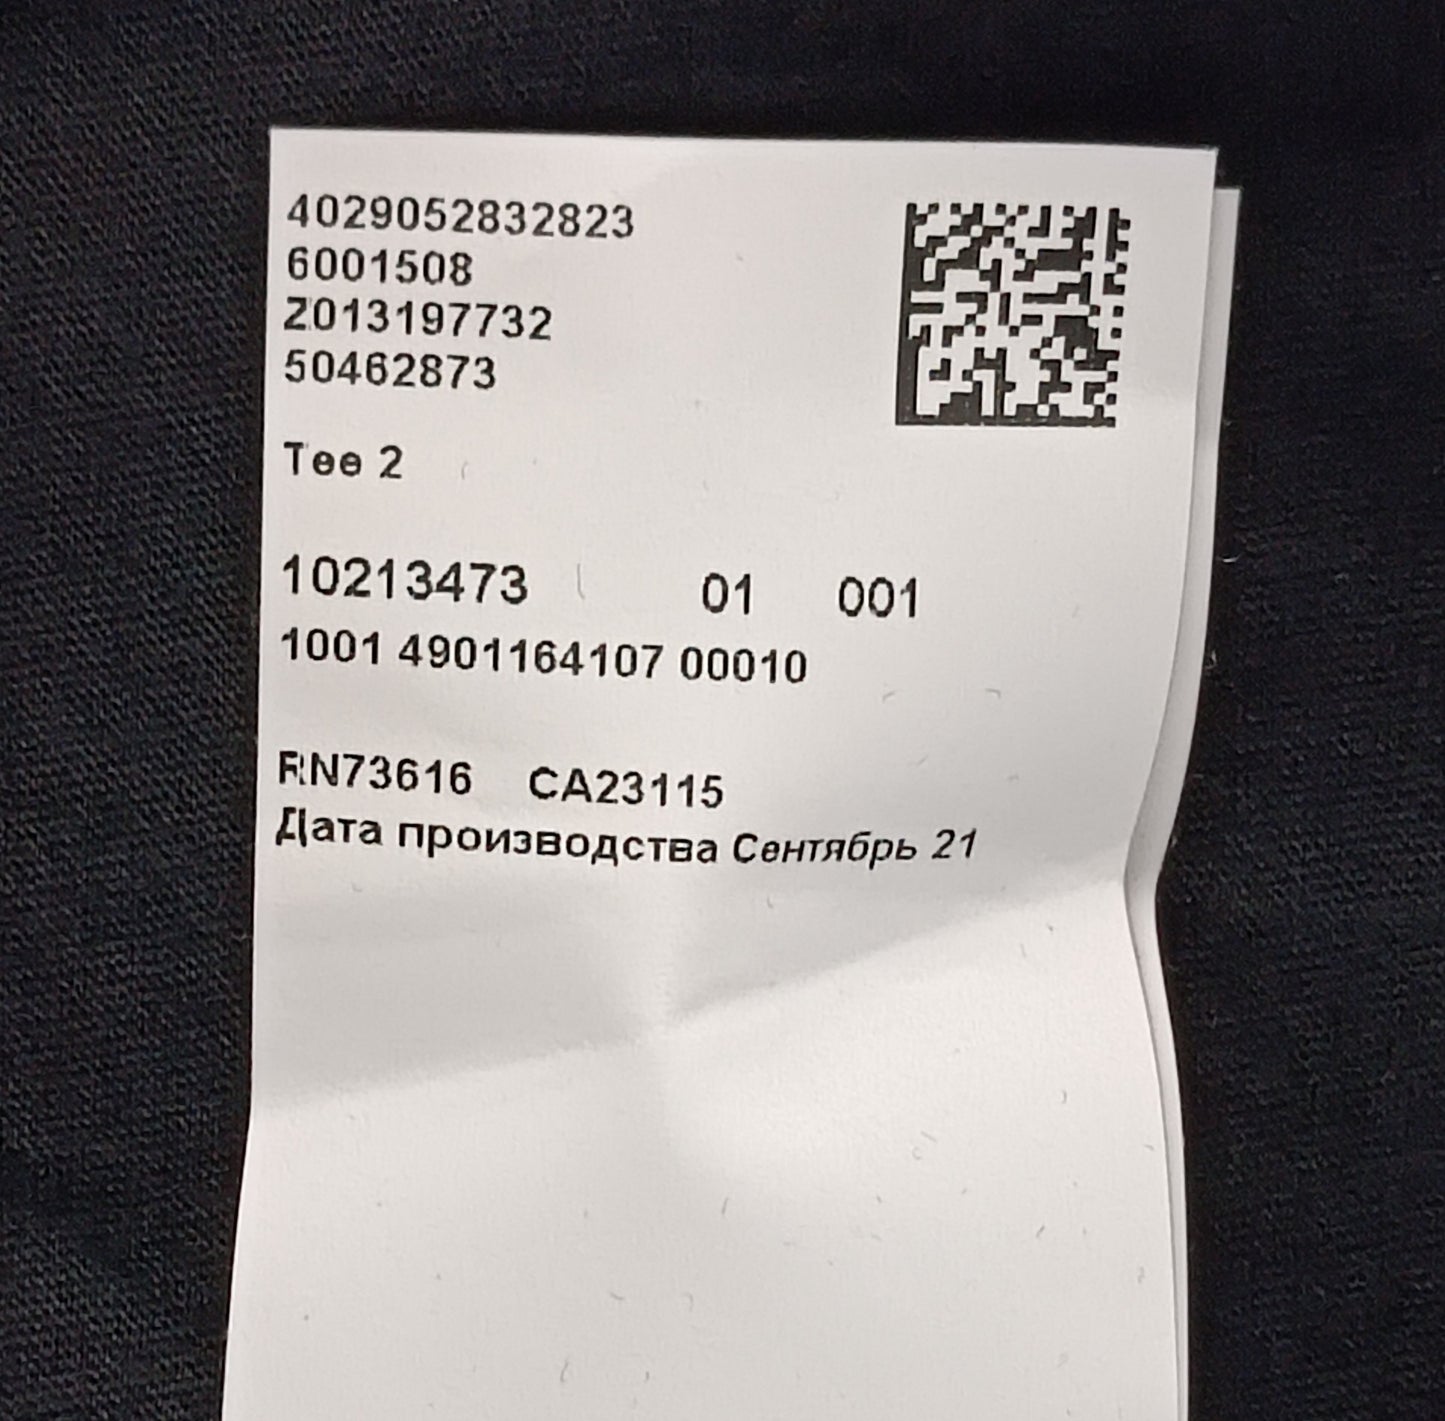 4029052832823
6001508
Z013197732
50462873
Tee 2
10213473 01 001
1001 4901164107 00010
RN73616 CA23115
Дата производства Сентябрь 21